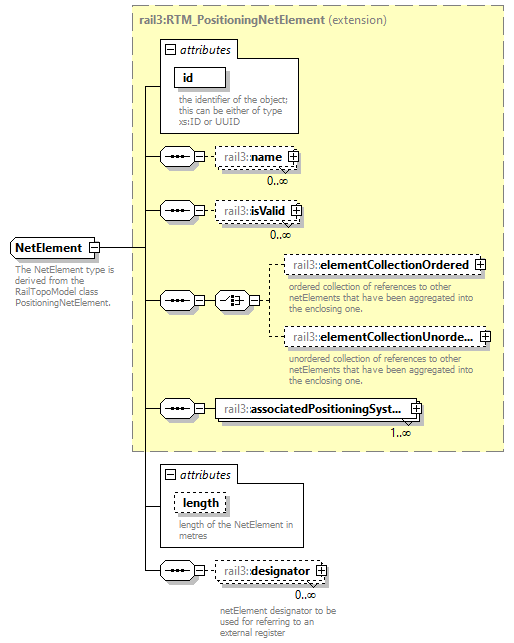 rail3:RTM_PositioningNetElement (extension)
attributes
id
the identifier of the object;
this can be either of type
xs:ID or UUID
rail3::name
0..∞
rail3::isValid
0..∞
NetElement
The NetElement type is
derived from the
RailTopoModel class
PositioningNetElement.
rail3::elementCollectionOrdered
ordered collection of references to other
netElements that have been aggregated into
the enclosing one.
rail3::elementCollectionUnorde...
unordered collection of references to other
netElements that have been aggregated into
the enclosing one.
rail3::associatedPositioningSyst...
1..∞
attributes
length
length of the NetElement in
metres
rail3::designator
0..∞
netElement designator to be
used for referring to an
external register